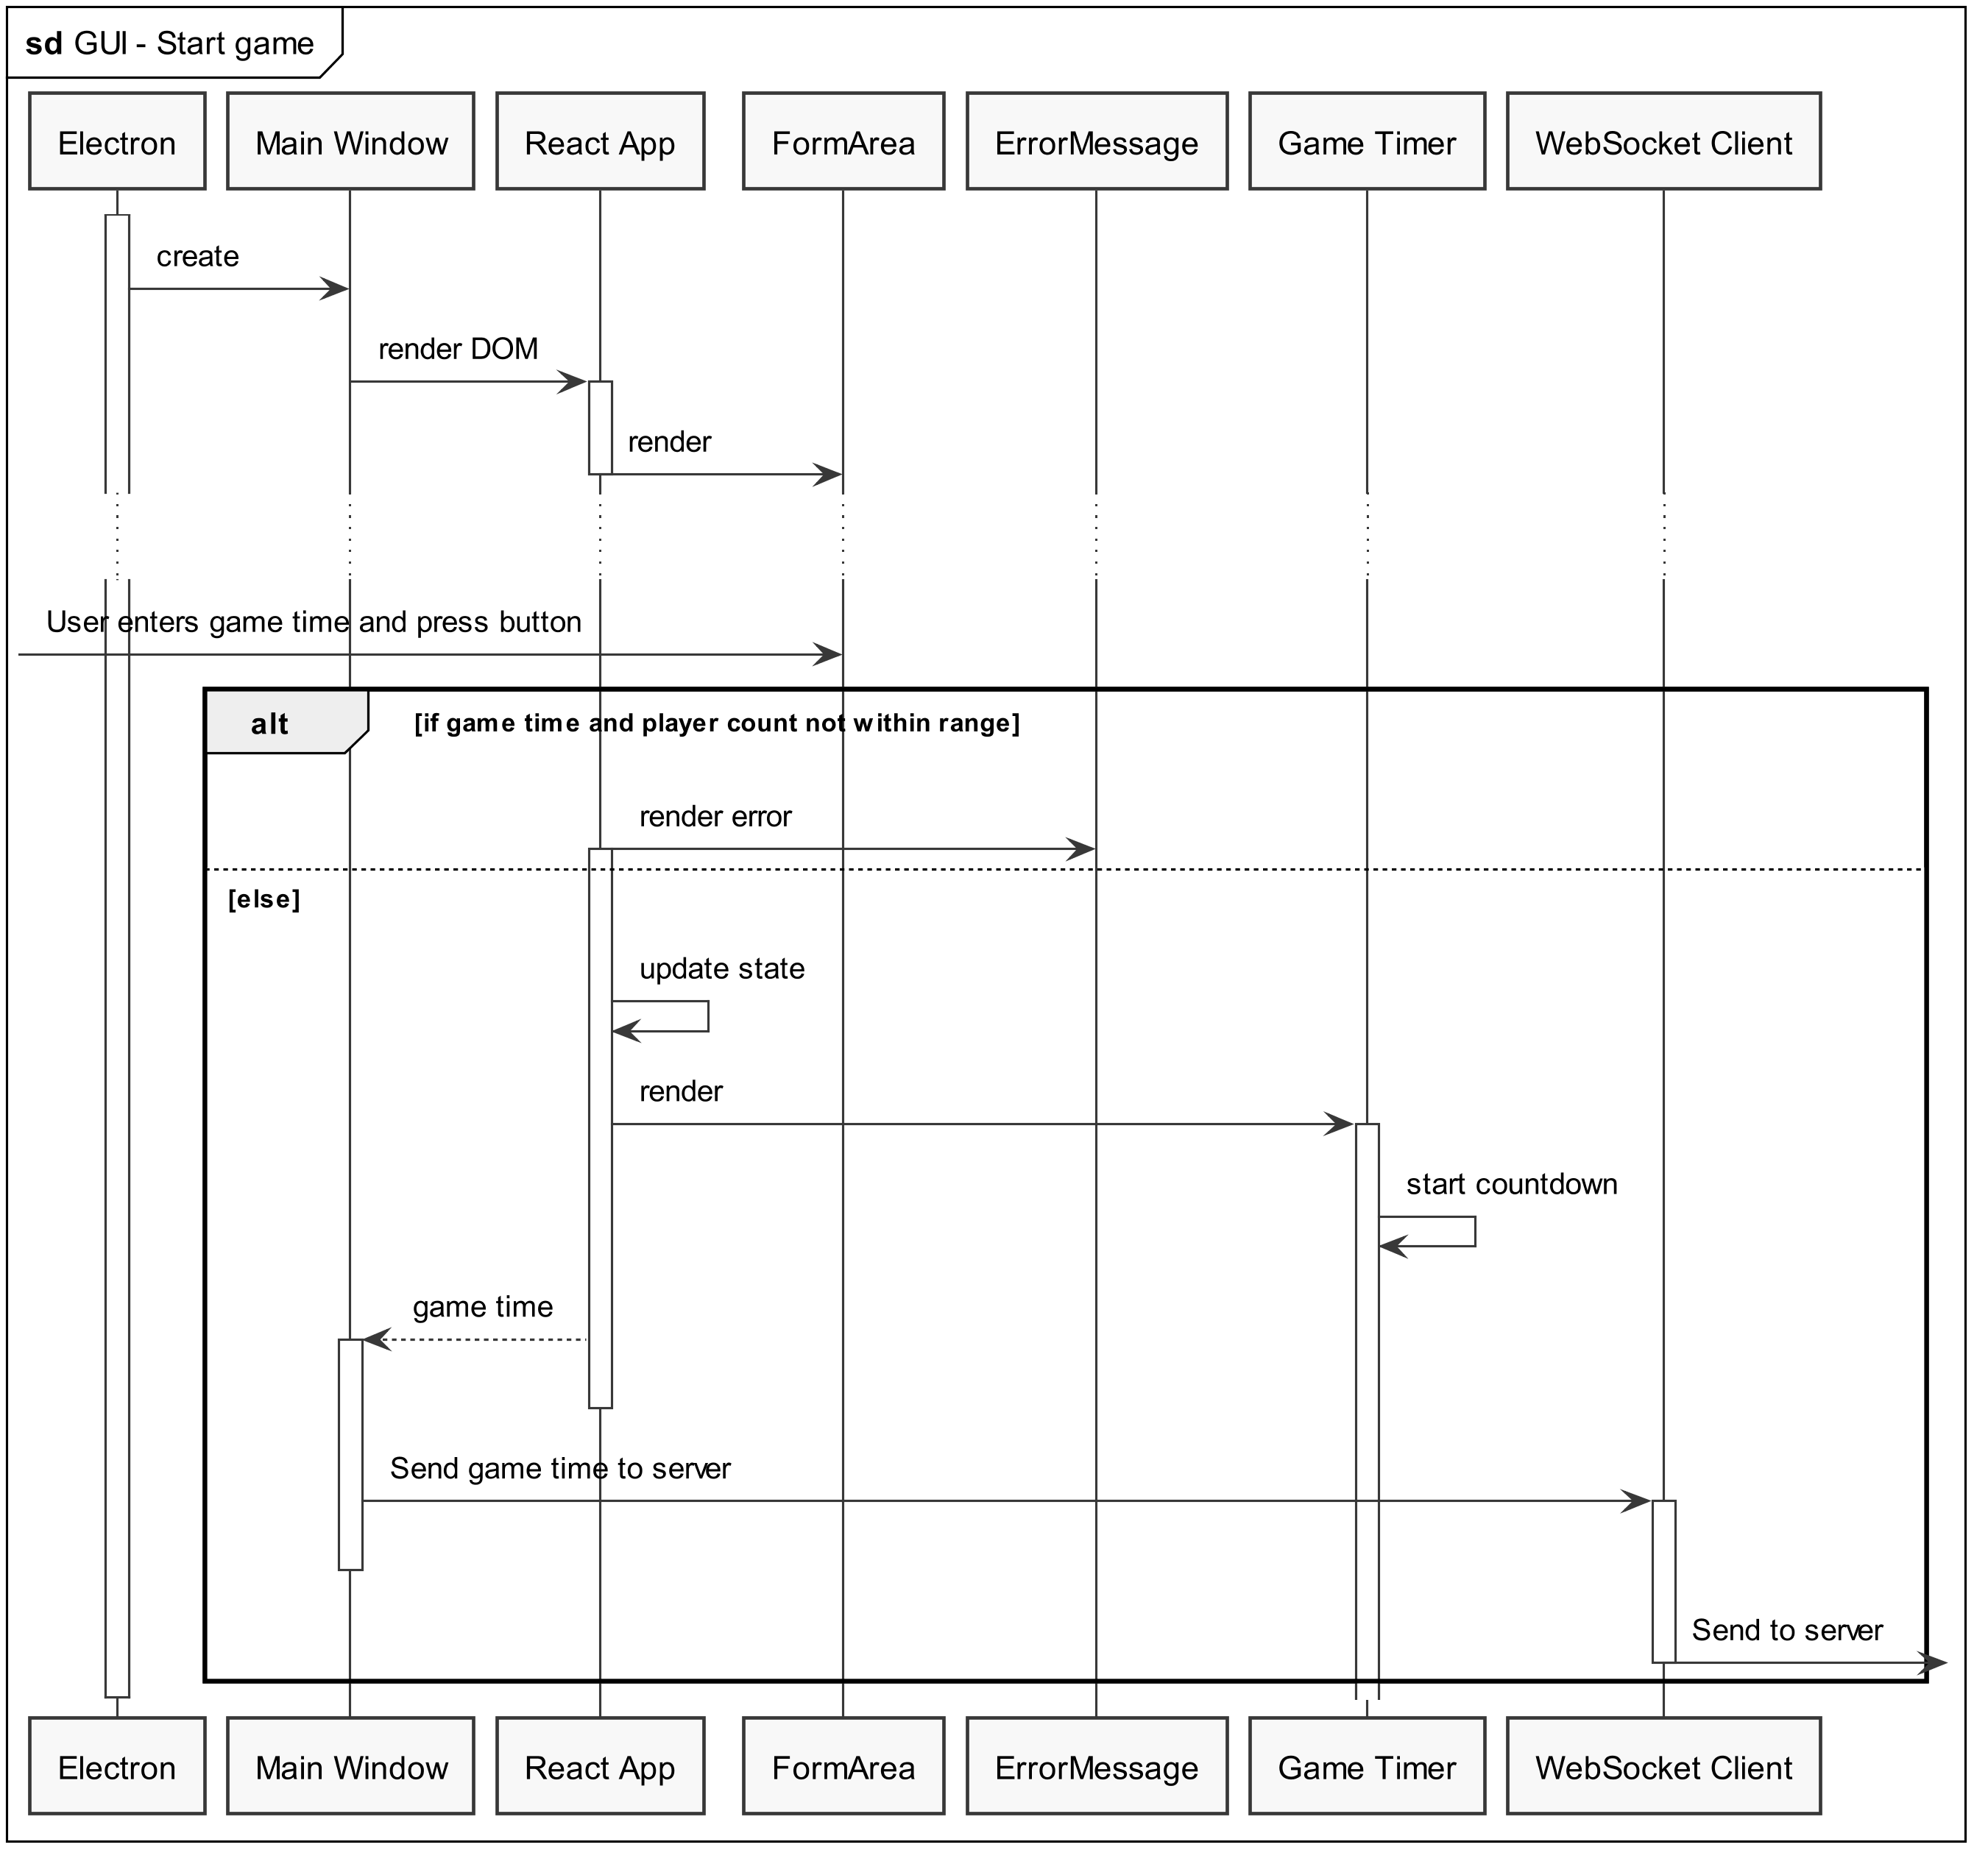 sd GUI - Start game
Electron
Main Window
React App
FormArea
ErrorMessage
Game Timer
WebSocket Client
create
render DOM
render
User enters game time and press button
alt
[if game time and player count not within range]
render error
[else]
update state
render
start countdown
game time
Send game time to server
Send to server
Electron
Main Window
React App
FormArea
ErrorMessage
Game Timer
WebSocket Client